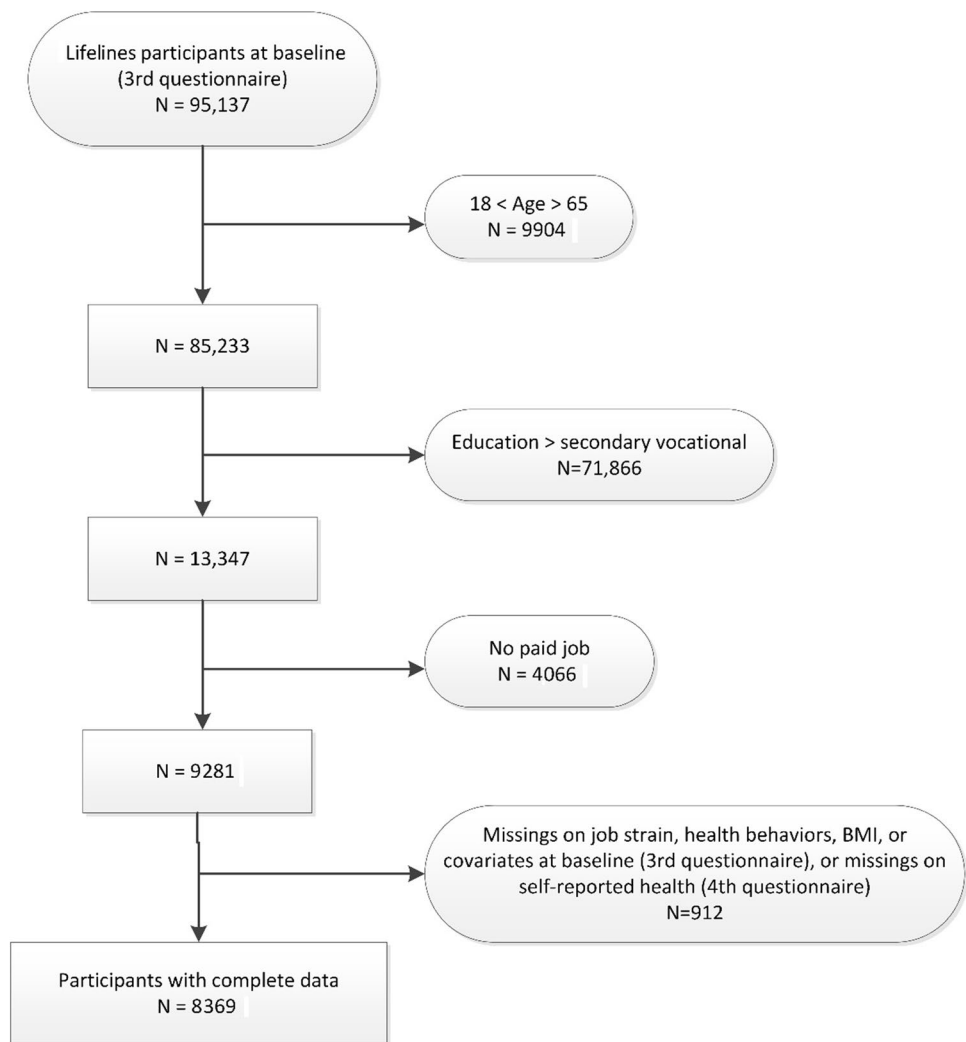 Lifelines participants at baseline
(3rd questionnaire)
N = 95,137
18 < Age > 65
N = 9904
N = 85,233
Education > secondary vocational
N=71,866
N = 13,347
No paid job
N = 4066
N = 9281
Missings on job strain, health behaviors, BMI, or
covariates at baseline (3rd questionnaire), or missings on
self-reported health (4th questionnaire)
N=912
Participants with complete data
N = 8369